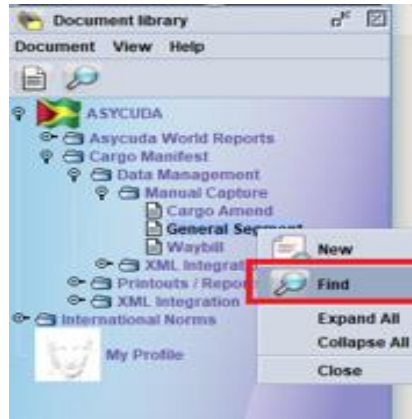 Document library
Document View Help
ASYCUDA
Asycuda World Reports
Cargo Manifest
Data Management
Manual Capture
Cargo Amend
General Segment
Waybill
New
XML Integrat
Find
Printouts / Repor
XML Integration
Expand All
International Norms
Collapse All
My Profile
Close